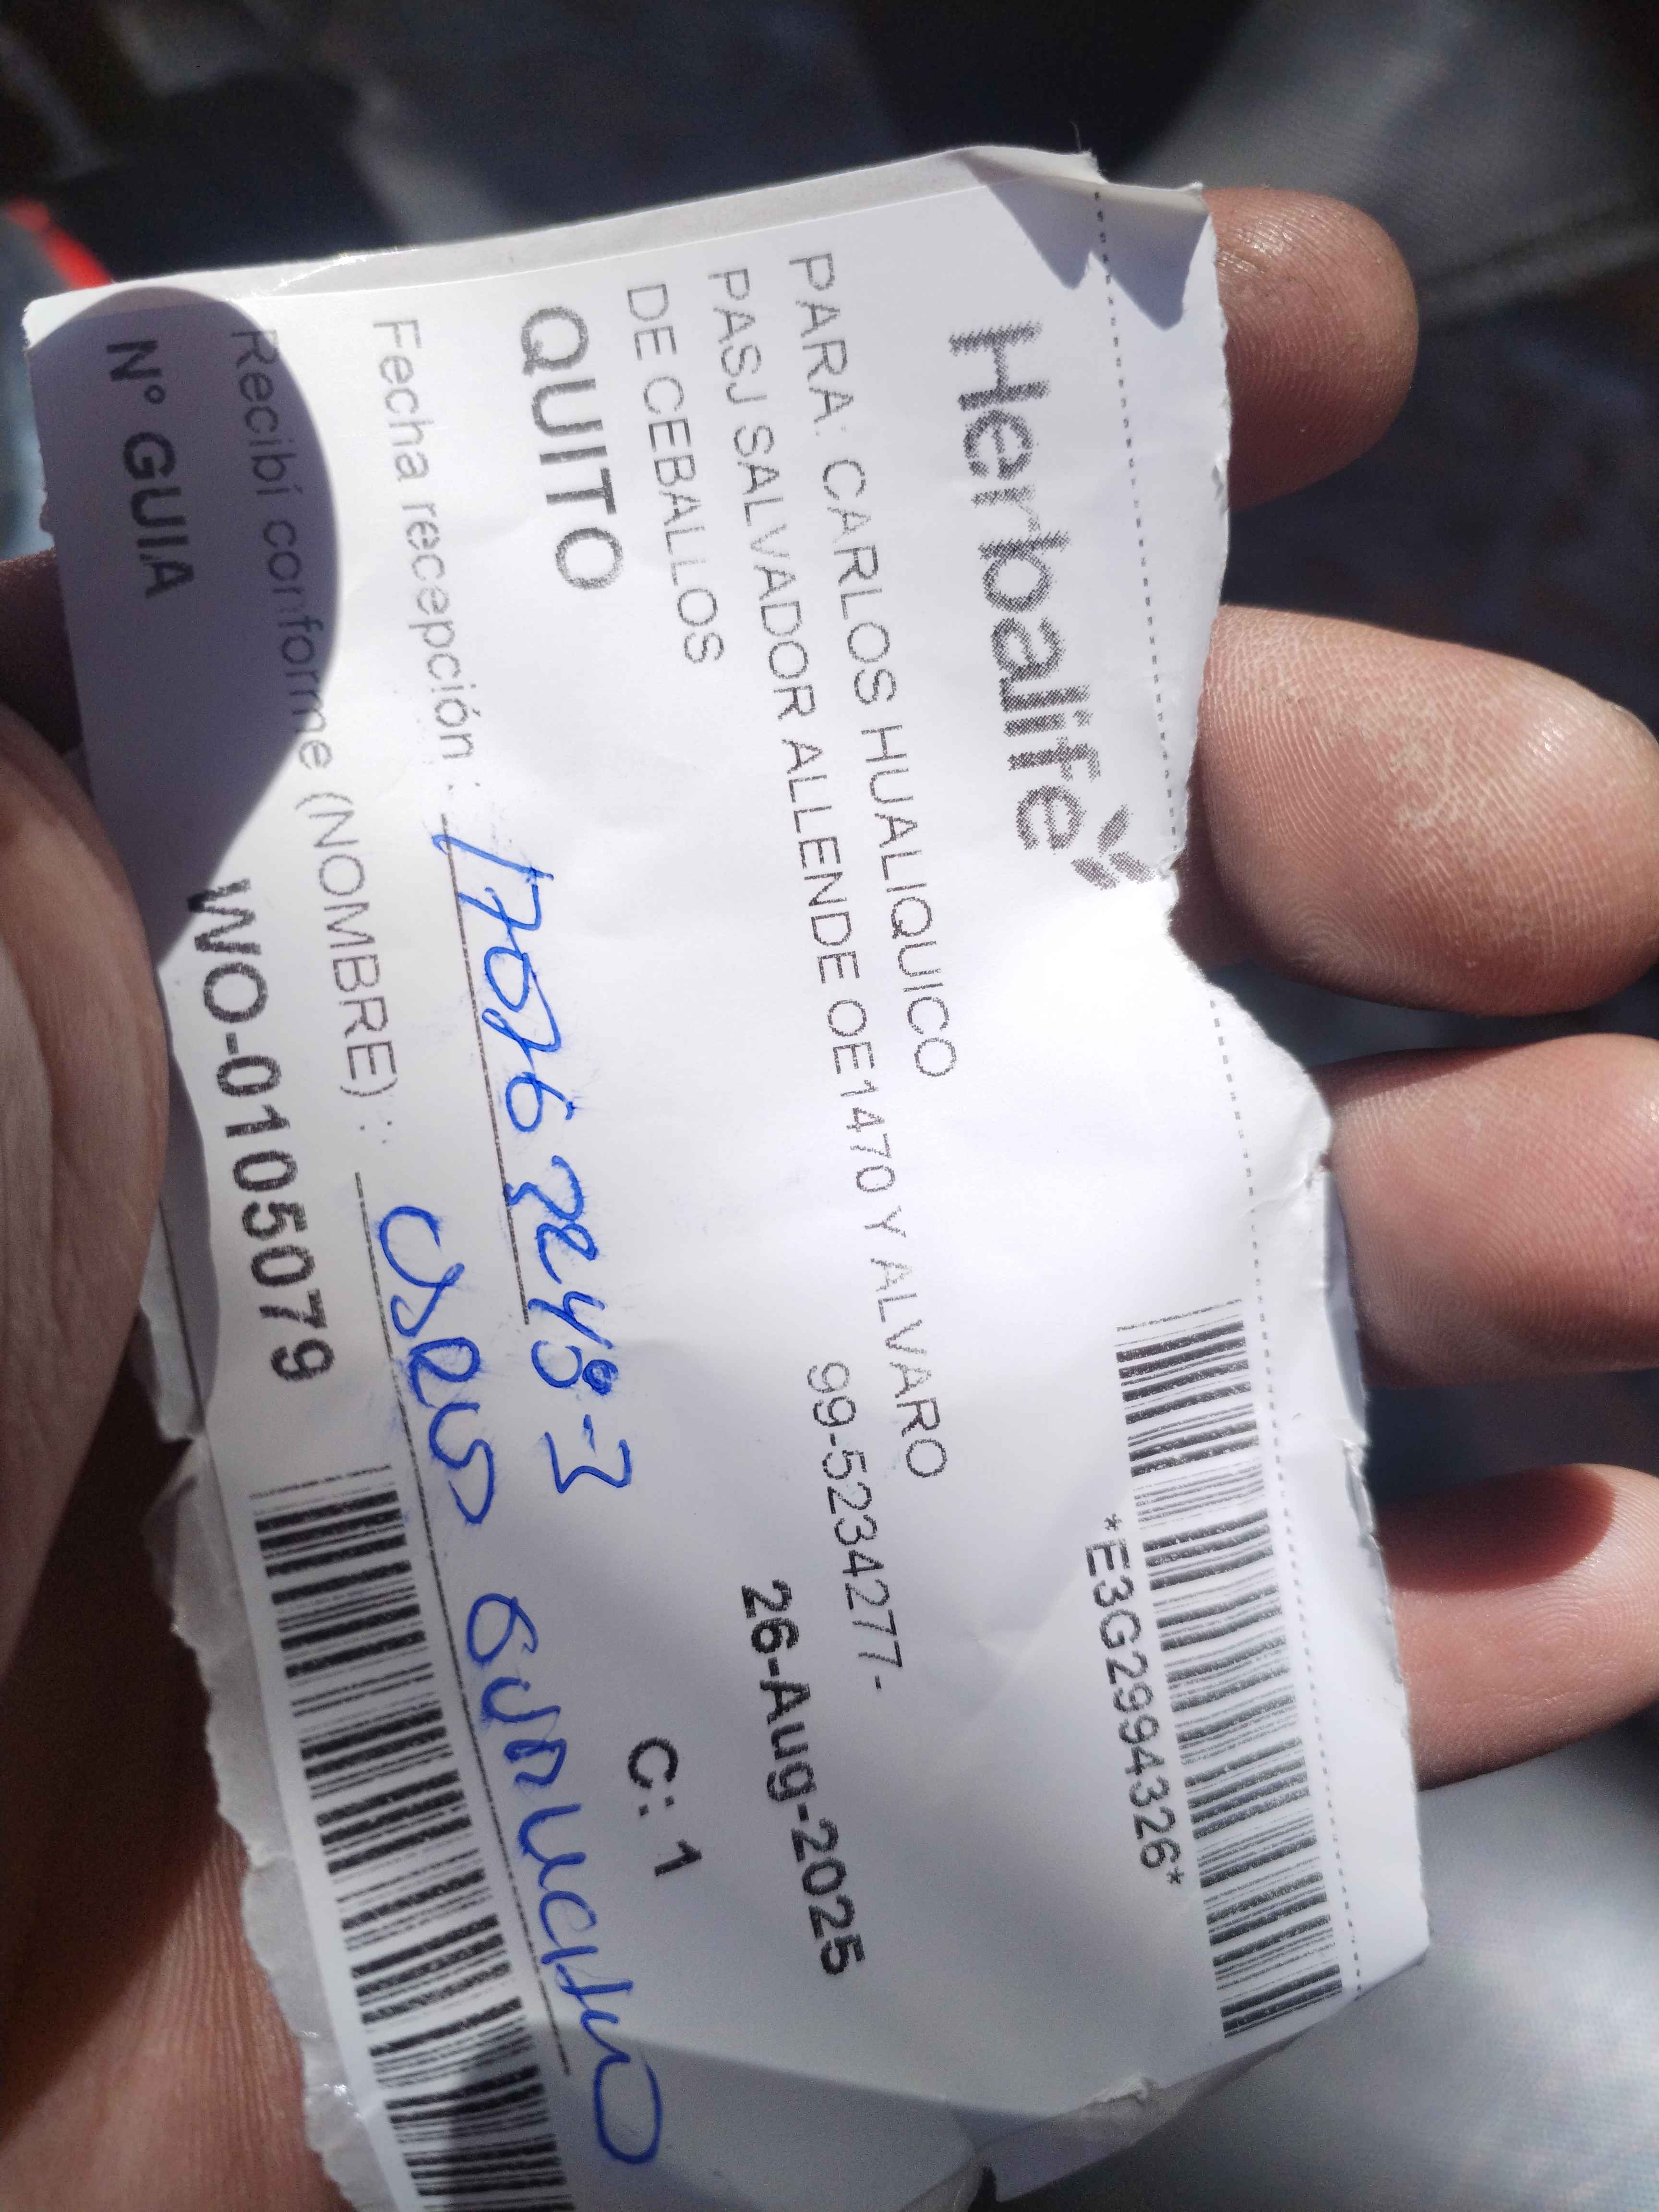 Herbalife
*E3G2994326*
PARA: CARLOS HUALIQUICO
PASJ SALVADOR ALLENDE OE1470 Y ALVARO
DE CEBALLOS
99-5234277-
QUITO
26-Aug-2025
C: 1
Fecha recepción :
Recibí conforme (NOMBRE) ::
N° GUIA WO-0105079